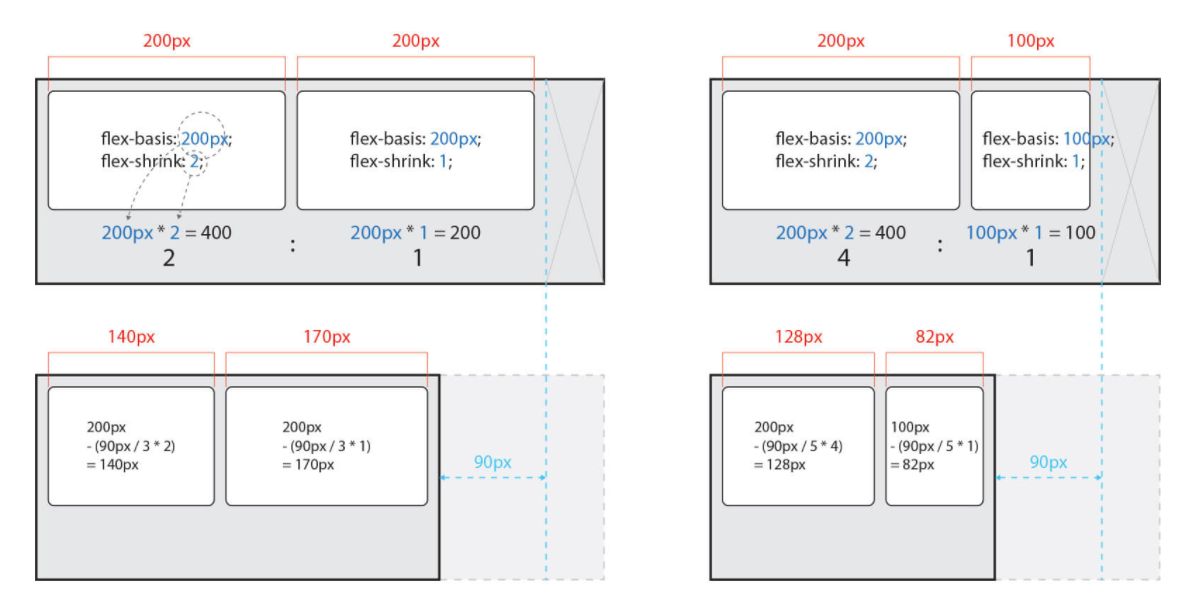 200px
200px
flex-basis: 200px;
flex-shrink: 2;
flex-basis: 200px;
flex-shrink: 1;
200px * 2 = 400
2
:
200px * 1 = 200
1
200px
100px
flex-basis: 200px;
flex-shrink: 2;
flex-basis: 100px;
flex-shrink: 1;
200px * 2 = 400
4
:
100px * 1 = 100
1
140px
170px
200px
- (90px / 3 * 2)
= 140px
200px
- (90px / 3 * 1)
= 170px
90px
128px
82px
200px
- (90px / 5 * 4)
= 128px
100px
- (90px / 5 * 1)
= 82px
90px